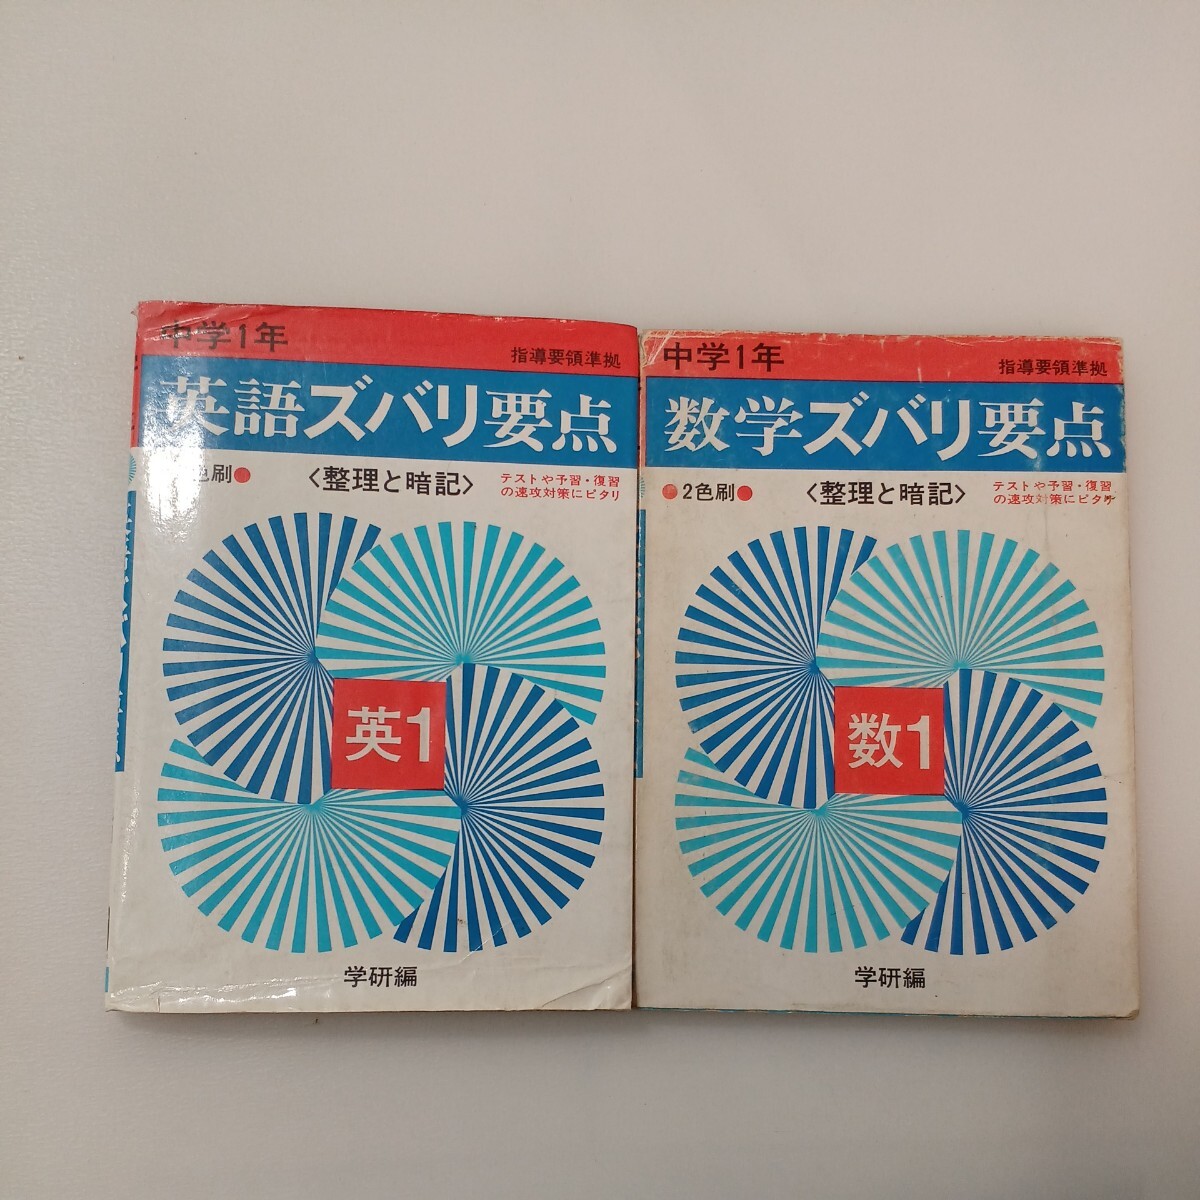 中学1年
指導要領準拠
英語ズバリ要点
色刷●
〈整理と暗記〉
テストや予習・復習
の速攻対策にピタリ
英1
学研編
中学1年
指導要領準拠
数学ズバリ要点
●2色刷●
〈整理と暗記〉
テストや予習・復習
の速攻対策にピタリ
数1
学研編